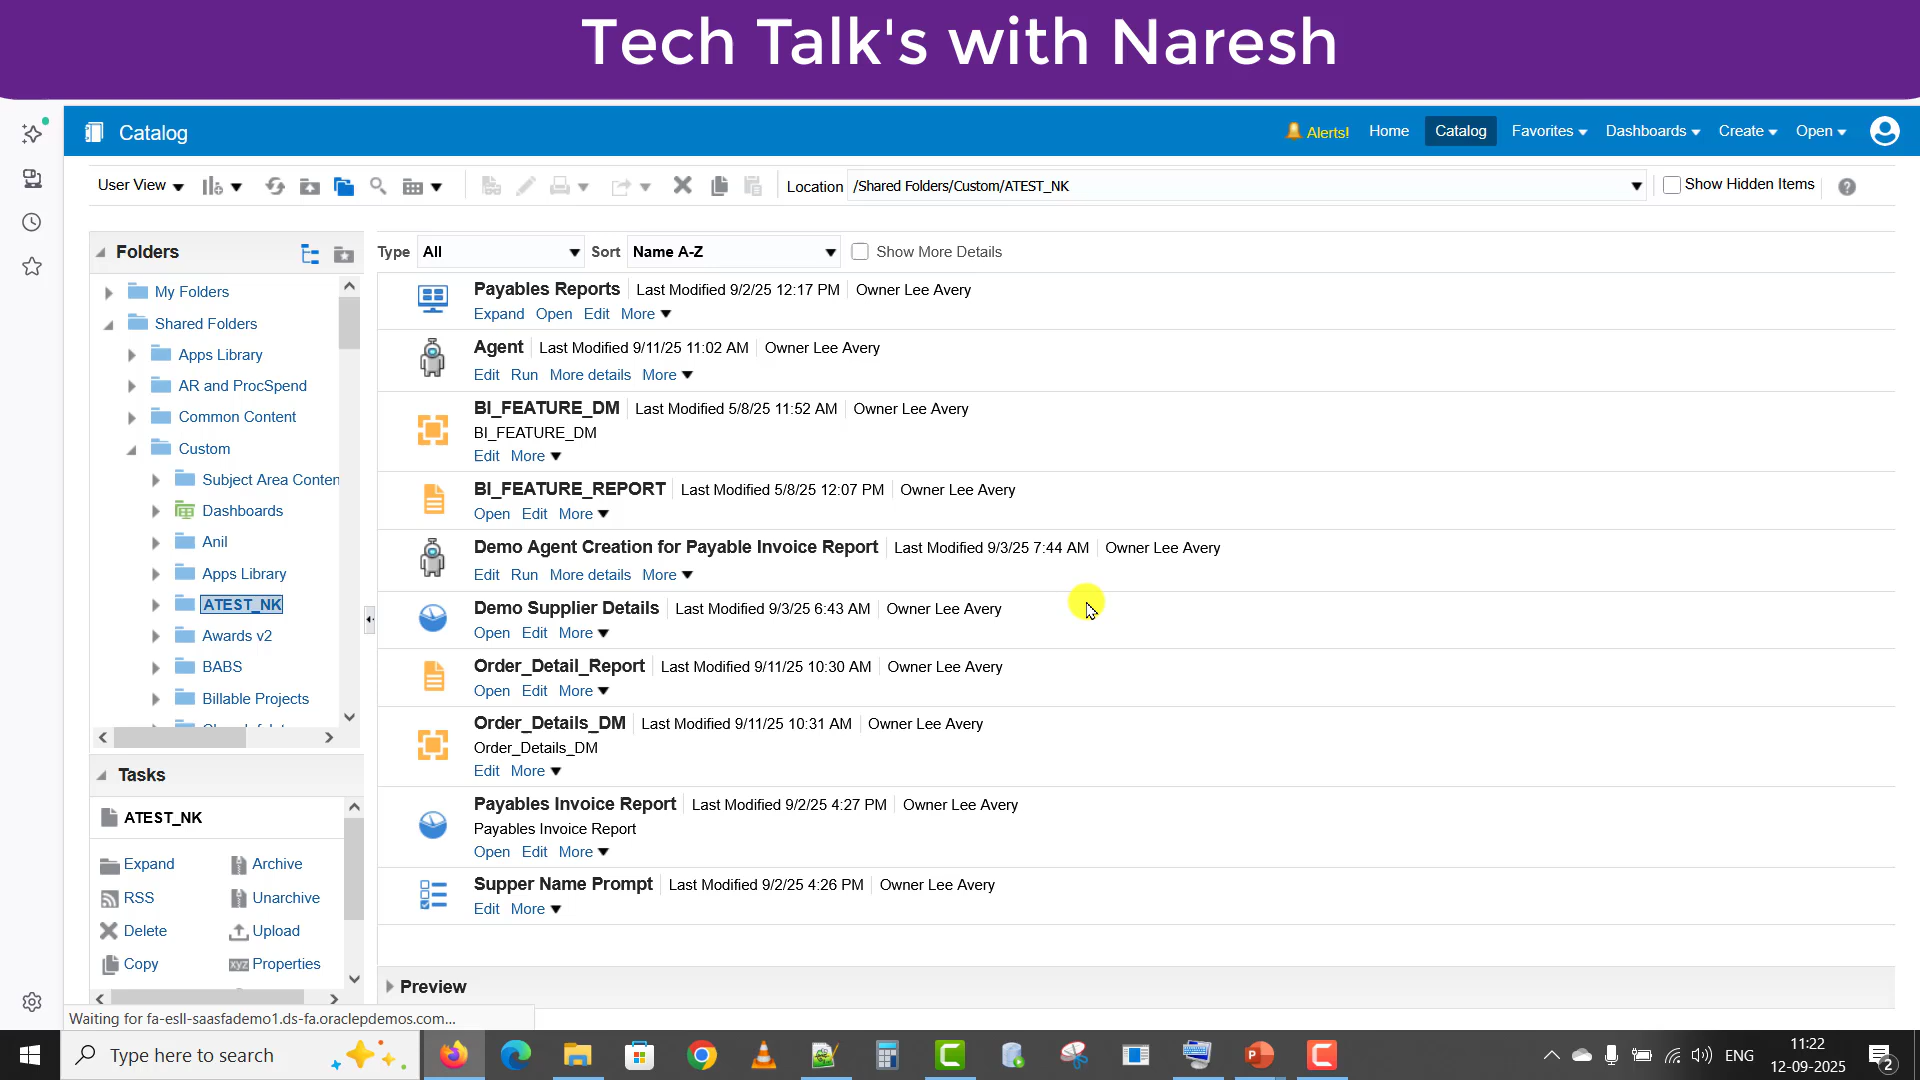 Tech Talk's with Naresh
Catalog
Alerts! Home Catalog Favorites Dashboards Create Open
User View Location /Shared Folders/Custom/ATEST_NK Show Hidden Items
Folders
My Folders
Shared Folders
Apps Library
AR and ProcSpend
Common Content
Custom
Subject Area Conten
Dashboards
Anil
Apps Library
ATEST_NK
Awards v2
BABS
Billable Projects
Tasks
ATEST_NK
Expand Archive
RSS Unarchive
Delete Upload
Copy xyz Properties
Type All Sort Name A-Z Show More Details
Payables Reports Last Modified 9/2/25 12:17 PM Owner Lee Avery
Expand Open Edit More
Agent Last Modified 9/11/25 11:02 AM Owner Lee Avery
Edit Run More details More
BI_FEATURE_DM Last Modified 5/8/25 11:52 AM Owner Lee Avery
BI_FEATURE_DM
Edit More
BI_FEATURE_REPORT Last Modified 5/8/25 12:07 PM Owner Lee Avery
Open Edit More
Demo Agent Creation for Payable Invoice Report Last Modified 9/3/25 7:44 AM Owner Lee Avery
Edit Run More details More
Demo Supplier Details Last Modified 9/3/25 6:43 AM Owner Lee Avery
Open Edit More
Order_Detail_Report Last Modified 9/11/25 10:30 AM Owner Lee Avery
Open Edit More
Order_Details_DM Last Modified 9/11/25 10:31 AM Owner Lee Avery
Order_Details_DM
Edit More
Payables Invoice Report Last Modified 9/2/25 4:27 PM Owner Lee Avery
Payables Invoice Report
Open Edit More
Supper Name Prompt Last Modified 9/2/25 4:26 PM Owner Lee Avery
Edit More
Preview
Waiting for fa-esll-saasfademo1.ds-fa.oraclepdemos.com...
Type here to search
ENG
11:22
12-09-2025
2